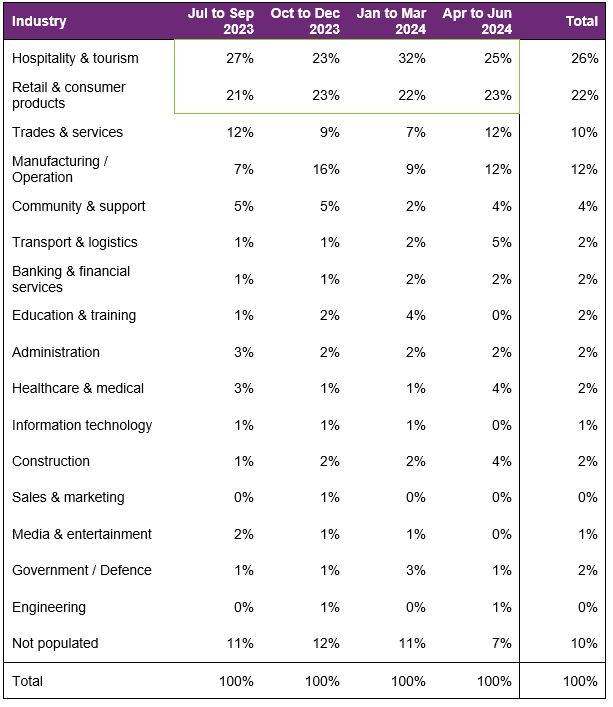 Industry Jul to Sep 2023 Oct to Dec 2023 Jan to Mar 2024 Apr to Jun 2024 Total
Hospitality & tourism 27% 23% 32% 25% 26%
Retail & consumer products 21% 23% 22% 23% 22%
Trades & services 12% 9% 7% 12% 10%
Manufacturing / Operation 7% 16% 9% 12% 12%
Community & support 5% 5% 2% 4% 4%
Transport & logistics 1% 1% 2% 5% 2%
Banking & financial services 1% 1% 2% 2% 2%
Education & training 1% 2% 4% 0% 2%
Administration 3% 2% 2% 2% 2%
Healthcare & medical 3% 1% 1% 4% 2%
Information technology 1% 1% 1% 0% 1%
Construction 1% 2% 2% 4% 2%
Sales & marketing 0% 1% 0% 0% 0%
Media & entertainment 2% 1% 1% 0% 1%
Government / Defence 1% 1% 3% 1% 2%
Engineering 0% 1% 0% 1% 0%
Not populated 11% 12% 11% 7% 10%
Total 100% 100% 100% 100% 100%